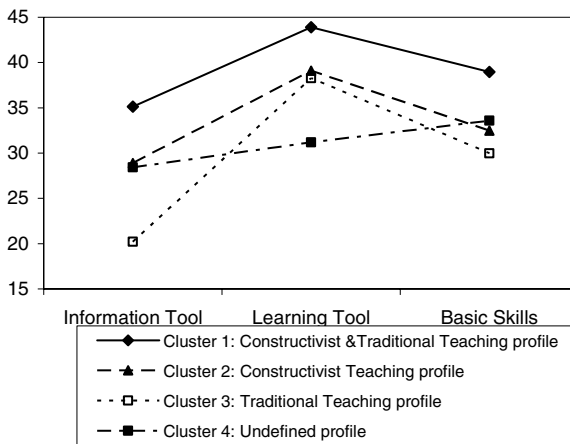 45
40
35
30
25
20
15
Information Tool Learning Tool Basic Skills
Cluster 1: Constructivist &Traditional Teaching profile
Cluster 2: Constructivist Teaching profile
Cluster 3: Traditional Teaching profile
Cluster 4: Undefined profile